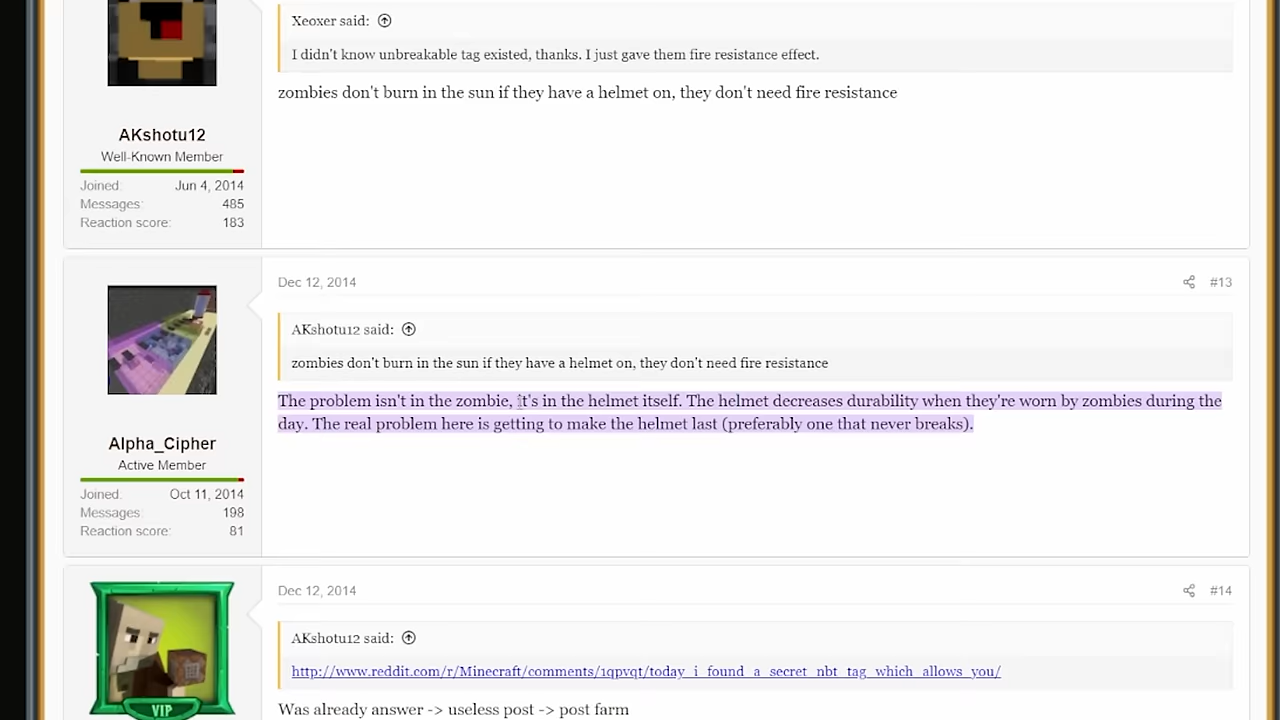 Xeoxer said:
I didn't know unbreakable tag existed, thanks. I just gave them fire resistance effect.
zombies don't burn in the sun if they have a helmet on, they don't need fire resistance
AKshotu12
Well-Known Member
Joined: Jun 4, 2014
Messages: 485
Reaction score: 183
Dec 12, 2014 #13
AKshotu12 said:
zombies don't burn in the sun if they have a helmet on, they don't need fire resistance
The problem isn't in the zombie, it's in the helmet itself. The helmet decreases durability when they're worn by zombies during the
day. The real problem here is getting to make the helmet last (preferably one that never breaks).
Alpha_Cipher
Active Member
Joined: Oct 11, 2014
Messages: 198
Reaction score: 81
Dec 12, 2014 #14
AKshotu12 said:
http://www.reddit.com/r/Minecraft/comments/1qpvqt/today_i_found_a_secret_nbt_tag_which_allows_you/
Was already answer -> useless post -> post farm
VIP